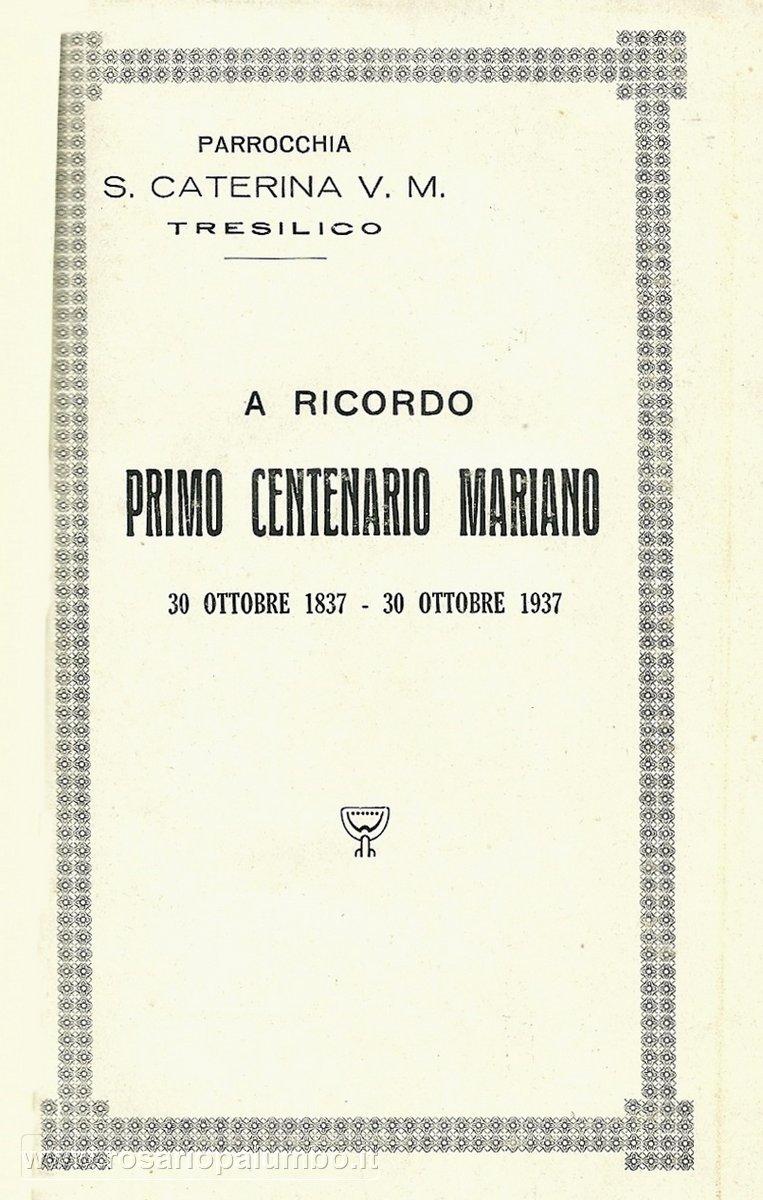 PARROCCHIA
S. CATERINA V. M.
TRESILICO
A RICORDO
PRIMO CENTENARIO MARIANO
30 OTTOBRE 1837 - 30 OTTOBRE 1937
www.rosariopalumbo.it